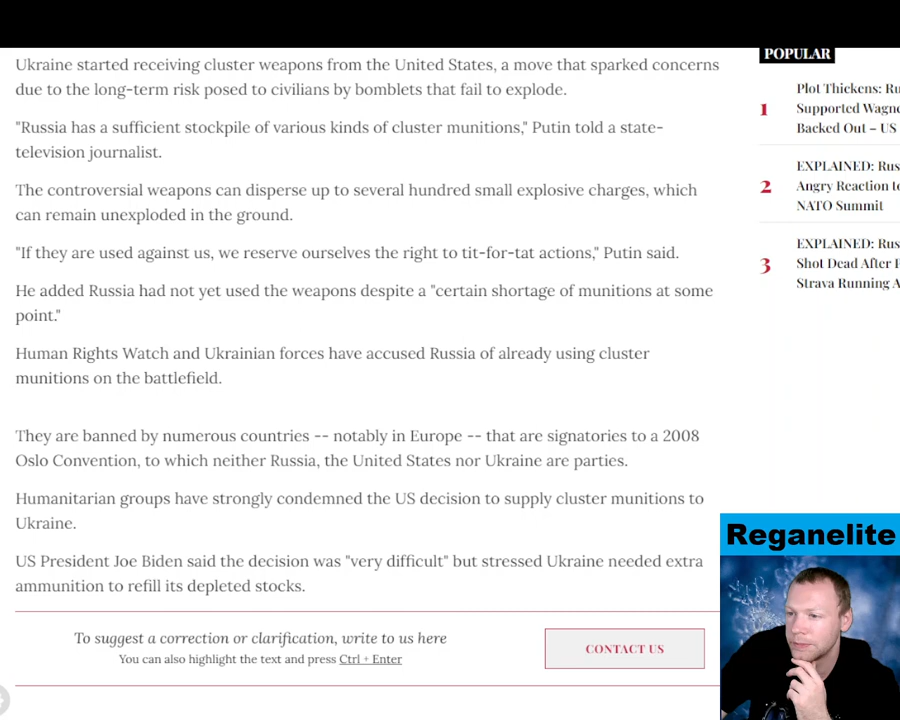 Ukraine started receiving cluster weapons from the United States, a move that sparked concerns
due to the long-term risk posed to civilians by bomblets that fail to explode.
"Russia has a sufficient stockpile of various kinds of cluster munitions," Putin told a state-
television journalist.
The controversial weapons can disperse up to several hundred small explosive charges, which
can remain unexploded in the ground.
"If they are used against us, we reserve ourselves the right to tit-for-tat actions," Putin said.
He added Russia had not yet used the weapons despite a "certain shortage of munitions at some
point."
Human Rights Watch and Ukrainian forces have accused Russia of already using cluster
munitions on the battlefield.
They are banned by numerous countries -- notably in Europe -- that are signatories to a 2008
Oslo Convention, to which neither Russia, the United States nor Ukraine are parties.
Humanitarian groups have strongly condemned the US decision to supply cluster munitions to
Ukraine.
US President Joe Biden said the decision was "very difficult" but stressed Ukraine needed extra
ammunition to refill its depleted stocks.
To suggest a correction or clarification, write to us here
You can also highlight the text and press Ctrl + Enter
CONTACT US
POPULAR
1
Plot Thickens: Ru
Supported Wagne
Backed Out – US
2
EXPLAINED: Rus
Angry Reaction to
NATO Summit
3
EXPLAINED: Rus
Shot Dead After P
Strava Running A
Reganelite